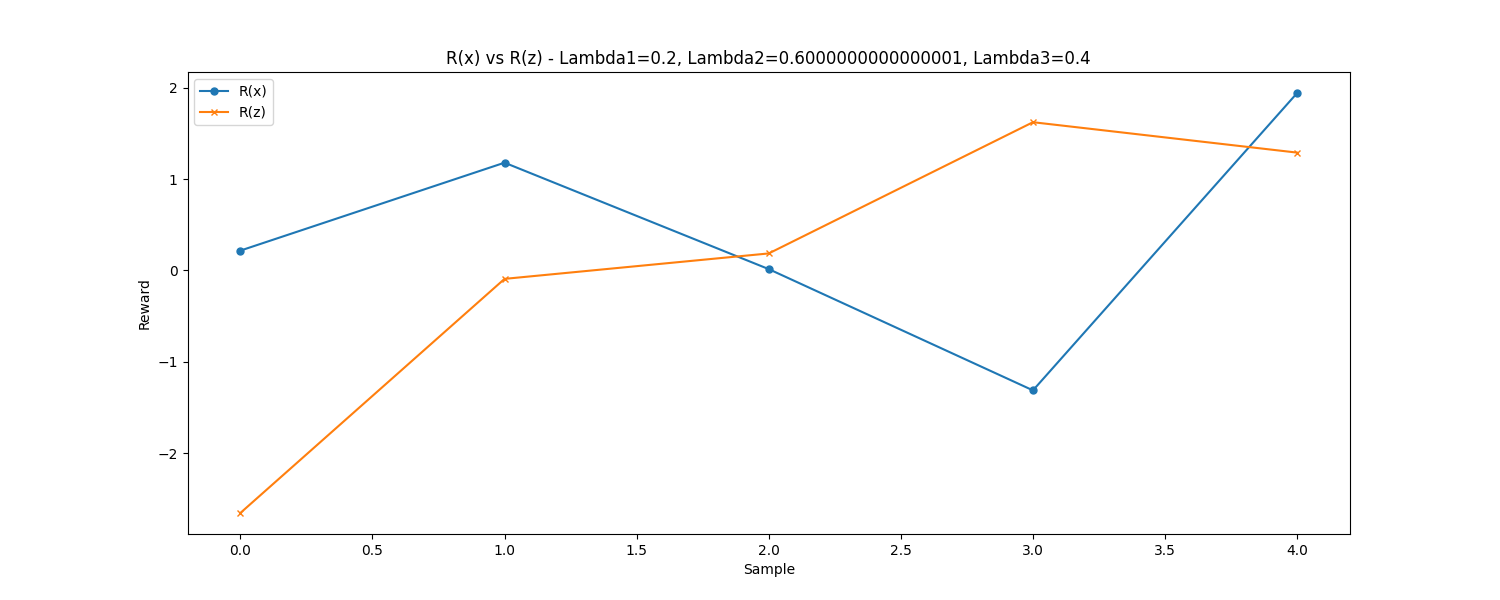 R(x) vs R(z) - Lambda1=0.2, Lambda2=0.6000000000000001, Lambda3=0.4
R(x)
R(z)
2
1
0
−1
−2
Reward
0.0 0.5 1.0 1.5 2.0 2.5 3.0 3.5 4.0
Sample